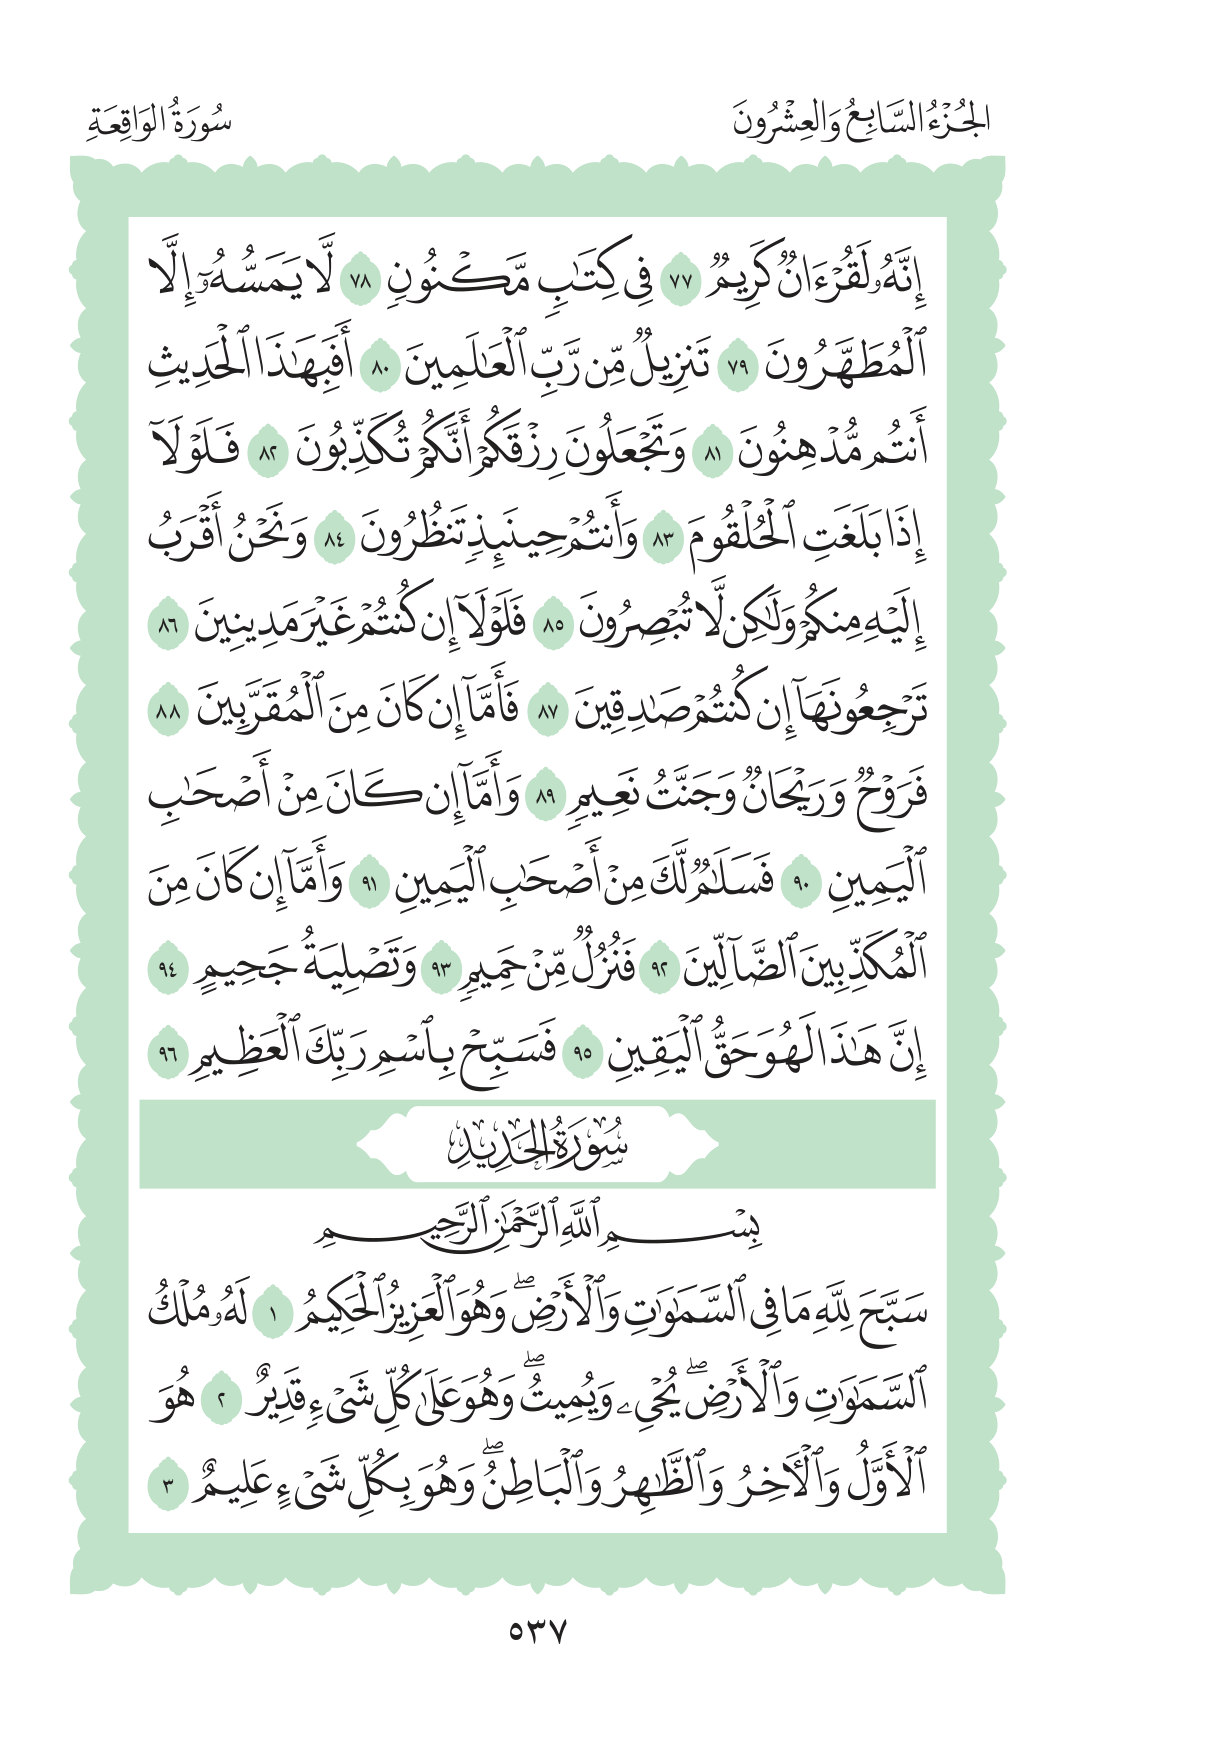 الجُزْءُ السَّابِعُ وَالعِشْرُونَ
سُورَةُ الوَاقِعَةِ
إِنَّهُۥ لَقُرْءَانٌ كَرِيمٌ ٧٧ فِى كِتَٰبٍ مَّكْنُونٍ ٧٨ لَّا يَمَسُّهُۥٓ إِلَّا
ٱلْمُطَهَّرُونَ ٧٩ تَنزِيلٌ مِّن رَّبِّ ٱلْعَٰلَمِينَ ٨٠ أَفَبِهَٰذَا ٱلْحَدِيثِ
أَنتُم مُّدْهِنُونَ ٨١ وَتَجْعَلُونَ رِزْقَكُمْ أَنَّكُمْ تُكَذِّبُونَ ٨٢ فَلَوْلَآ
إِذَا بَلَغَتِ ٱلْحُلْقُومَ ٨٣ وَأَنتُمْ حِينَئِذٍ تَنظُرُونَ ٨٤ وَنَحْنُ أَقْرَبُ
إِلَيْهِ مِنكُمْ وَلَٰكِن لَّا تُبْصِرُونَ ٨٥ فَلَوْلَآ إِن كُنتُمْ غَيْرَ مَدِينِينَ ٨٦
تَرْجِعُونَهَآ إِن كُنتُمْ صَٰدِقِينَ ٨٧ فَأَمَّآ إِن كَانَ مِنَ ٱلْمُقَرَّبِينَ ٨٨
فَرَوْحٌ وَرَيْحَانٌ وَجَنَّتُ نَعِيمٍ ٨٩ وَأَمَّآ إِن كَانَ مِنْ أَصْحَٰبِ
ٱلْيَمِينِ ٩٠ فَسَلَٰمٌ لَّكَ مِنْ أَصْحَٰبِ ٱلْيَمِينِ ٩١ وَأَمَّآ إِن كَانَ مِنَ
ٱلْمُكَذِّبِينَ ٱلضَّآلِّينَ ٩٢ فَنُزُلٌ مِّنْ حَمِيمٍ ٩٣ وَتَصْلِيَةُ جَحِيمٍ ٩٤
إِنَّ هَٰذَا لَهُوَ حَقُّ ٱلْيَقِينِ ٩٥ فَسَبِّحْ بِٱسْمِ رَبِّكَ ٱلْعَظِيمِ ٩٦
سُورَةُ الحَدِيدِ
بِسْمِ ٱللَّهِ ٱلرَّحْمَٰنِ ٱلرَّحِيمِ
سَبَّحَ لِلَّهِ مَا فِى ٱلسَّمَٰوَٰتِ وَٱلْأَرْضِۖ وَهُوَ ٱلْعَزِيزُ ٱلْحَكِيمُ ١ لَهُۥ مُلْكُ
ٱلسَّمَٰوَٰتِ وَٱلْأَرْضِۖ يُحْىِۦ وَيُمِيتُۖ وَهُوَ عَلَىٰ كُلِّ شَىْءٍ قَدِيرٌ ٢ هُوَ
ٱلْأَوَّلُ وَٱلْءَاخِرُ وَٱلظَّٰهِرُ وَٱلْبَاطِنُۖ وَهُوَ بِكُلِّ شَىْءٍ عَلِيمٌ ٣
٥٣٧